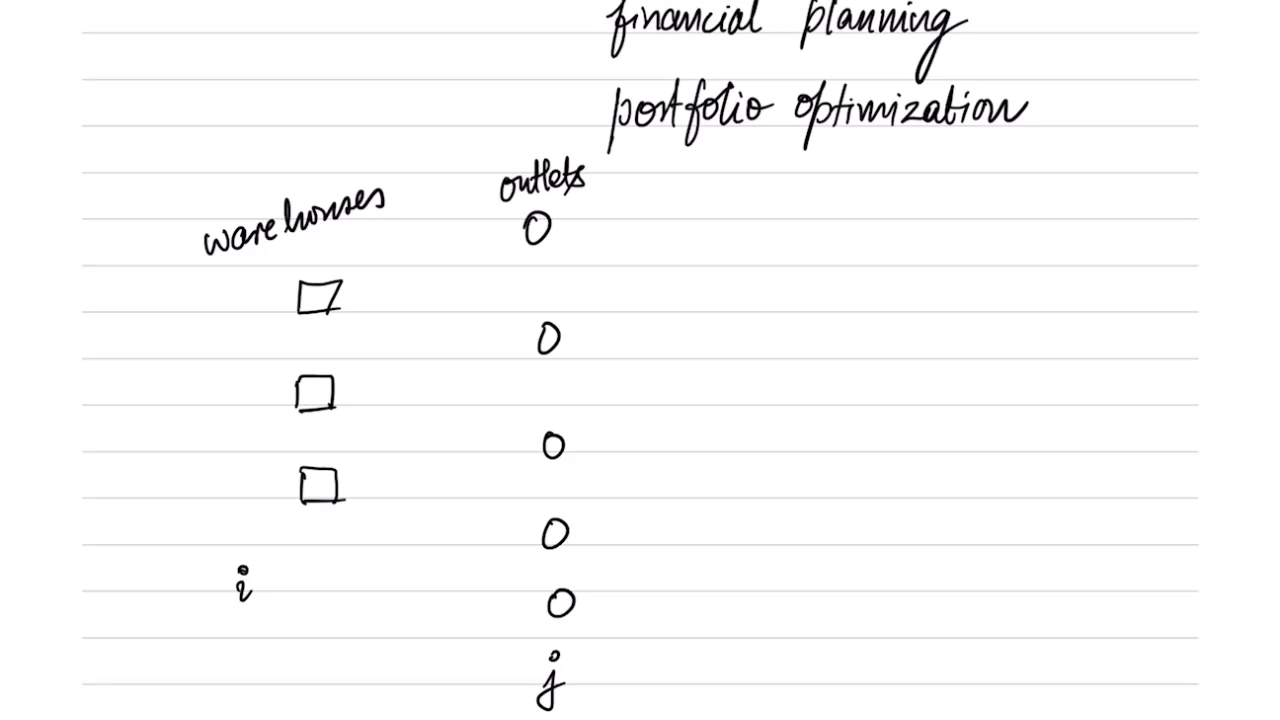 financial planning
portfolio optimization
outlets
warehouses
i
j